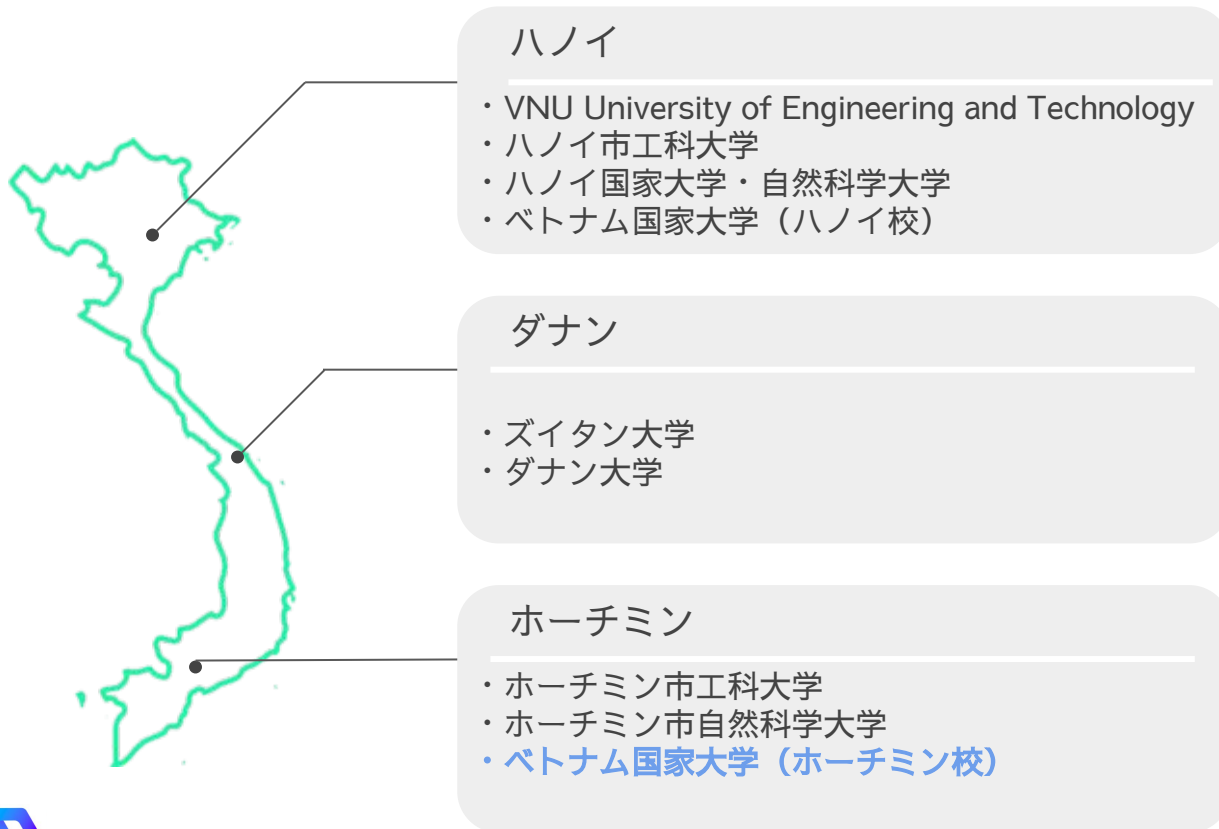 ハノイ
・VNU University of Engineering and Technology
・ハノイ市工科大学
・ハノイ国家大学・自然科学大学
・ベトナム国家大学（ハノイ校）
ダナン
・ズイタン大学
・ダナン大学
ホーチミン
・ホーチミン市工科大学
・ホーチミン市自然科学大学
・ベトナム国家大学（ホーチミン校）